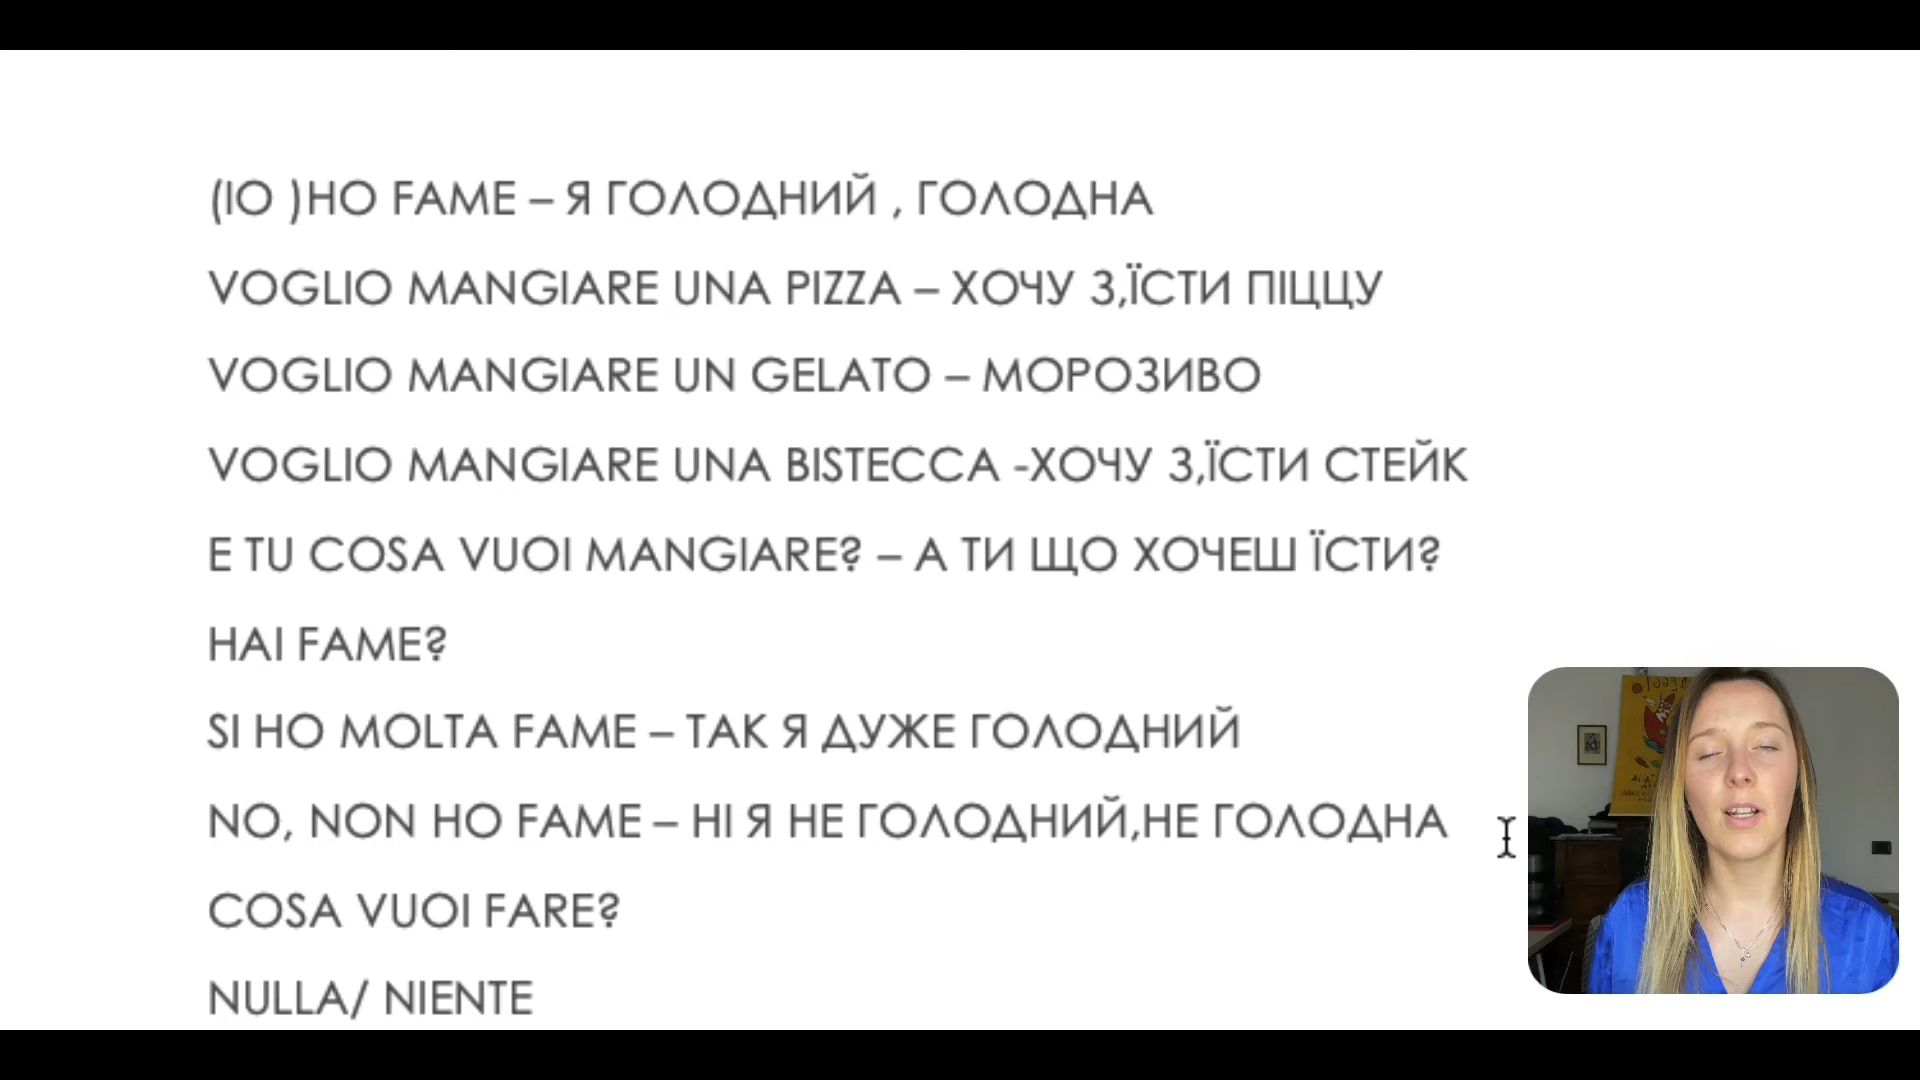 (IO )HO FAME – Я ГОЛОДНИЙ , ГОЛОДНА
VOGLIO MANGIARE UNA PIZZA – ХОЧУ З,ЇСТИ ПІЦЦУ
VOGLIO MANGIARE UN GELATO – МОРОЗИВО
VOGLIO MANGIARE UNA BISTECCA -ХОЧУ З,ЇСТИ СТЕЙК
E TU COSA VUOI MANGIARE? – А ТИ ЩО ХОЧЕШ ЇСТИ?
HAI FAME?
SI HO MOLTA FAME – ТАК Я ДУЖЕ ГОЛОДНИЙ
NO, NON HO FAME – НІ Я НЕ ГОЛОДНИЙ,НЕ ГОЛОДНА
COSA VUOI FARE?
NULLA/ NIENTE